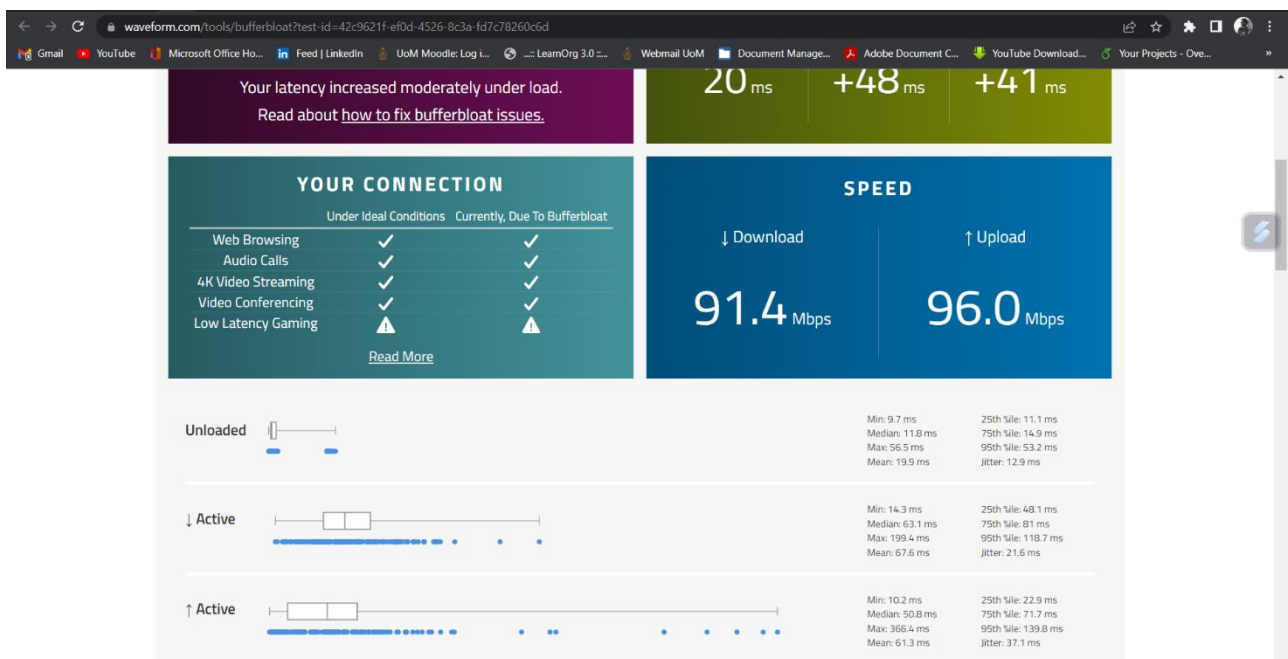 waveform.com/tools/bufferbloat?test-id=42c9621f-ef0d-4526-8c3a-fd7c78260c6d
Gmail YouTube Microsoft Office Ho... Feed | LinkedIn UoM Moodle: Log i... ...:: LearnOrg 3.0 ::... Webmail UoM Document Manage... Adobe Document C... YouTube Download... Your Projects - Ove... »
Your latency increased moderately under load.
Read about how to fix bufferbloat issues.
20 ms +48 ms +41 ms
YOUR CONNECTION
Under Ideal Conditions Currently, Due To Bufferbloat
Web Browsing
Audio Calls
4K Video Streaming
Video Conferencing
Low Latency Gaming
Read More
SPEED
↓ Download ↑ Upload
91.4 Mbps 96.0 Mbps
Unloaded
Min: 9.7 ms 25th %ile: 11.1 ms
Median: 11.8 ms 75th %ile: 14.9 ms
Max: 56.5 ms 95th %ile: 53.2 ms
Mean: 19.9 ms Jitter: 12.9 ms
↓ Active
Min: 14.3 ms 25th %ile: 48.1 ms
Median: 63.1 ms 75th %ile: 81 ms
Max: 199.4 ms 95th %ile: 118.7 ms
Mean: 67.6 ms Jitter: 21.6 ms
↑ Active
Min: 10.2 ms 25th %ile: 22.9 ms
Median: 50.8 ms 75th %ile: 71.7 ms
Max: 366.4 ms 95th %ile: 139.8 ms
Mean: 61.3 ms Jitter: 37.1 ms